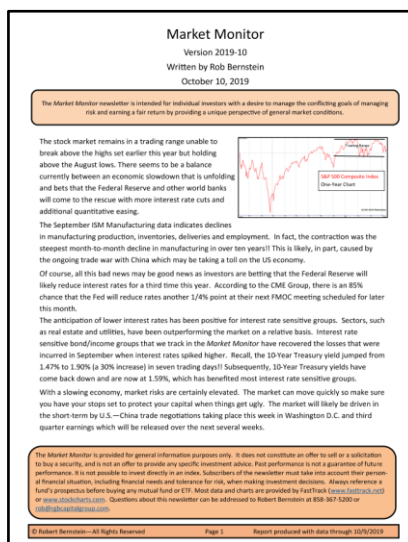 Market Monitor
Version 2019-10
Written by Rob Bernstein
October 10, 2019
The Market Monitor newsletter is intended for individual investors with a desire to manage the conflicting goals of managing
risk and earning a fair return by providing a unique perspective of general market conditions.
The stock market remains in a trading range unable to
break above the highs set earlier this year but holding
above the August lows. There seems to be a balance
currently between an economic slowdown that is unfolding
and bets that the Federal Reserve and other world banks
will come to the rescue with more interest rate cuts and
additional quantitative easing.
Trading Range
S&P 500 Composite Index
One-Year Chart
The September ISM Manufacturing data indicates declines
in manufacturing production, inventories, deliveries and employment. In fact, the contraction was the
steepest month-to-month decline in manufacturing in over ten years!! This is likely, in part, caused by
the ongoing trade war with China which may be taking a toll on the US economy.
Of course, all this bad news may be good news as investors are betting that the Federal Reserve will
likely reduce interest rates for a third time this year. According to the CME Group, there is an 85%
chance that the Fed will reduce rates another 1/4% point at their next FMOC meeting scheduled for later
this month.
The anticipation of lower interest rates has been positive for interest rate sensitive groups. Sectors, such
as real estate and utilities, have been outperforming the market on a relative basis. Interest rate
sensitive bond/income groups that we track in the Market Monitor have recovered the losses that were
incurred in September when interest rates spiked higher. Recall, the 10-Year Treasury yield jumped from
1.47% to 1.90% (a 30% increase) in seven trading days!! Subsequently, 10-Year Treasury yields have
come back down and are now at 1.59%, which has benefited most interest rate sensitive groups.
With a slowing economy, market risks are certainly elevated. The market can move quickly so make sure
you have your stops set to protect your capital when things get ugly. The market will likely be driven in
the short-term by U.S.—China trade negotiations taking place this week in Washington D.C. and third
quarter earnings which will be released over the next several weeks.
The Market Monitor is provided for general information purposes only. It does not constitute an offer to sell or a solicitation
to buy a security, and is not an offer to provide any specific investment advice. Past performance is not a guarantee of future
performance. It is not possible to invest directly in an index. Subscribers of the newsletter must take into account their person-
al financial situation, including financial needs and tolerance for risk, when making investment decisions. Always reference a
fund's prospectus before buying any mutual fund or ETF. Most data and charts are provided by FastTrack (www.fasttrack.net)
or www.stockcharts.com. Questions about this newsletter can be addressed to Robert Bernstein at 858-367-5200 or
rob@rgbcapitalgroup.com.
© Robert Bernstein—All Rights Reserved Page 1 Report produced with data through 10/9/2019